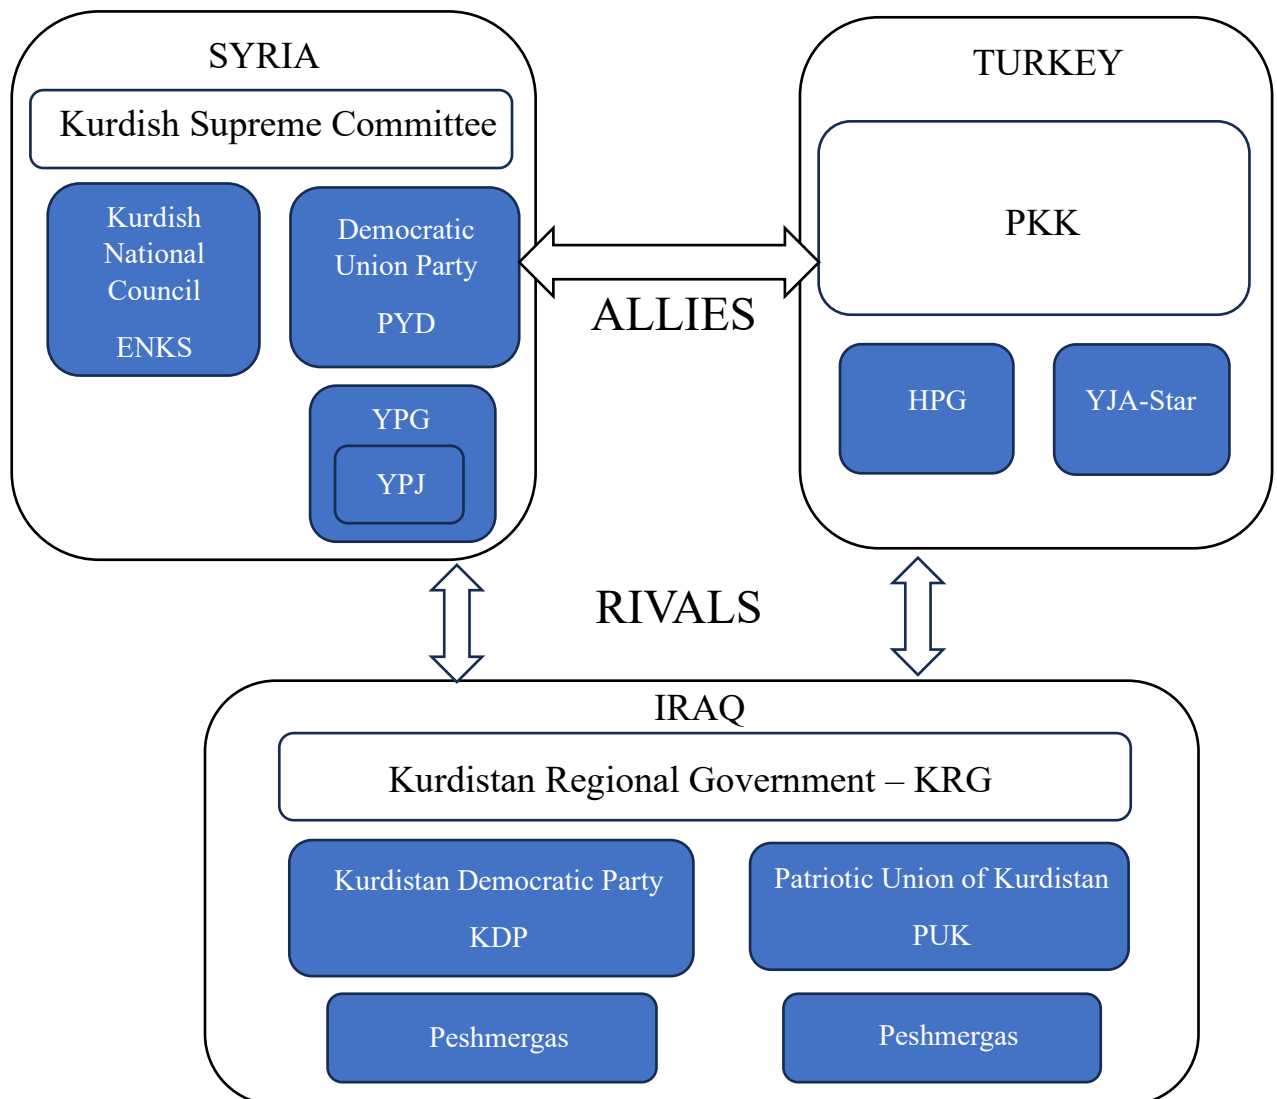 SYRIA
Kurdish Supreme Committee
Kurdish
National
Council
ENKS
Democratic
Union Party
PYD
YPG
YPJ
ALLIES
TURKEY
PKK
HPG
YJA-Star
RIVALS
IRAQ
Kurdistan Regional Government – KRG
Kurdistan Democratic Party
KDP
Patriotic Union of Kurdistan
PUK
Peshmergas
Peshmergas